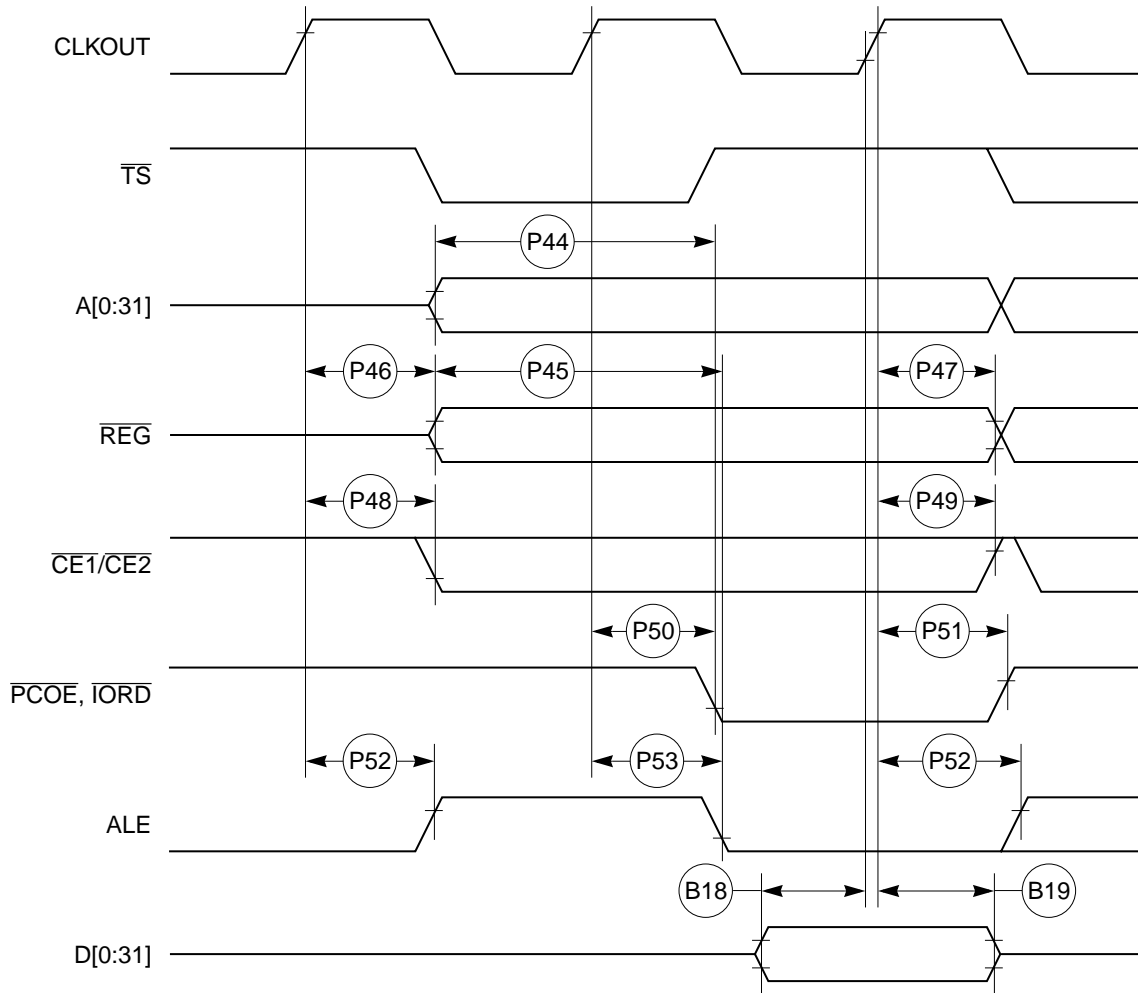 CLKOUT
TS
P44
A[0:31]
P46 P45 P47
REG
P48 P49
CE1/CE2
P50 P51
PCOE, IORD
P52 P53 P52
ALE
B18 B19
D[0:31]